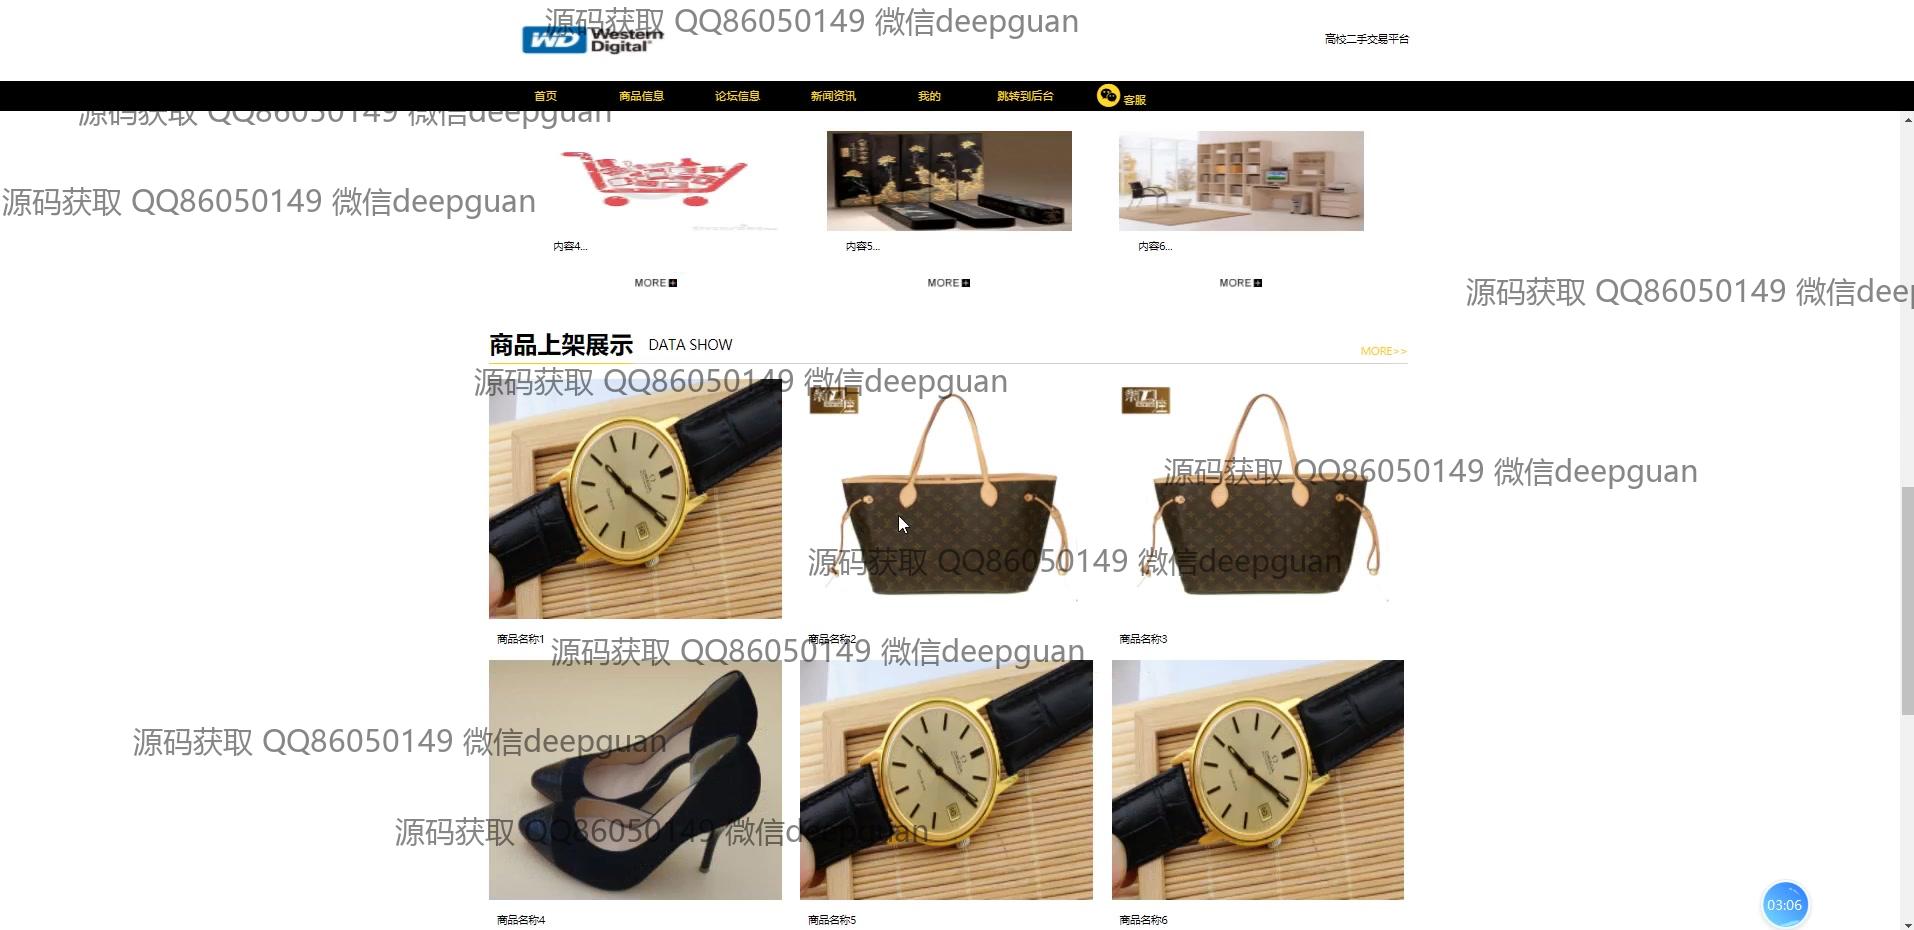 源码获取 QQ86050149 微信deepguan
WD Western Digital
高校二手交易平台
首页 商品信息 论坛信息 新闻资讯 我的 跳转到后台 客服
源码获取 QQ86050149 微信deepguan
源码获取 QQ86050149 微信deepguan
内容4... 内容5... 内容6...
MORE MORE MORE
源码获取 QQ86050149 微信deep
商品上架展示 DATA SHOW MORE>>
源码获取 QQ86050149 微信deepguan
源码获取 QQ86050149 微信deepguan
源码获取 QQ86050149 微信deepguan
商品名称1 商品名称2 商品名称3
源码获取 QQ86050149 微信deepguan
源码获取 QQ86050149 微信deepguan
源码获取 QQ86050149 微信deepguan
商品名称4 商品名称5 商品名称6
03:06